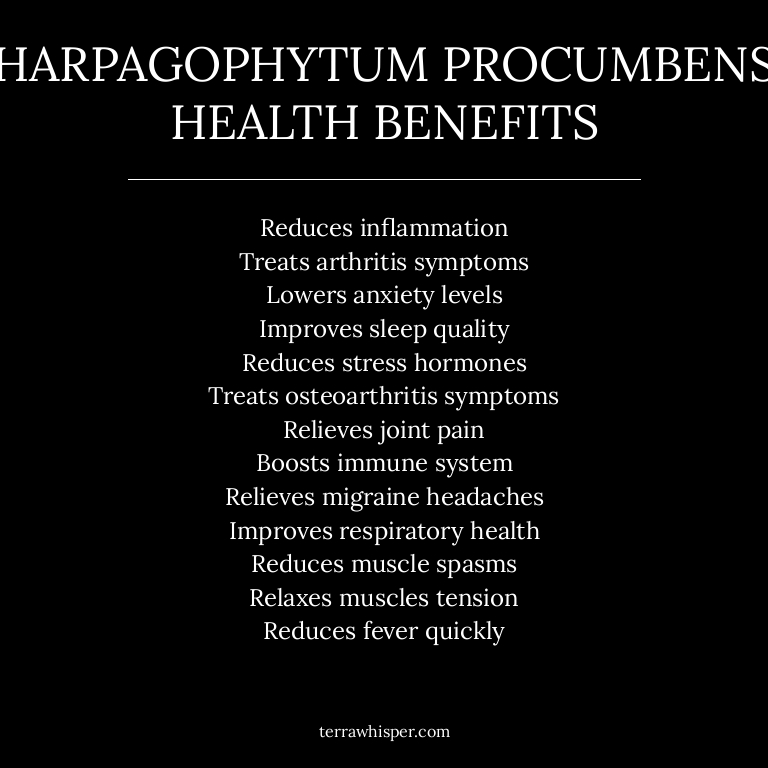 HARPAGOPHYTUM PROCUMBENS
HEALTH BENEFITS
Reduces inflammation
Treats arthritis symptoms
Lowers anxiety levels
Improves sleep quality
Reduces stress hormones
Treats osteoarthritis symptoms
Relieves joint pain
Boosts immune system
Relieves migraine headaches
Improves respiratory health
Reduces muscle spasms
Relaxes muscles tension
Reduces fever quickly
terrawhisper.com